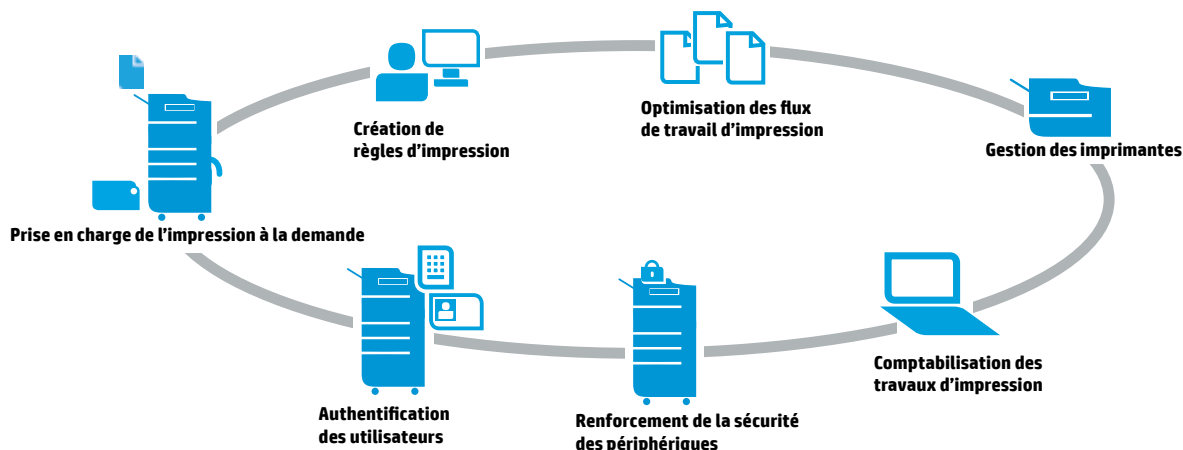 Création de
règles d'impression
Optimisation des flux
de travail d'impression
Gestion des imprimantes
Prise en charge de l'impression à la demande
Comptabilisation des
travaux d'impression
Authentification
des utilisateurs
Renforcement de la sécurité
des périphériques